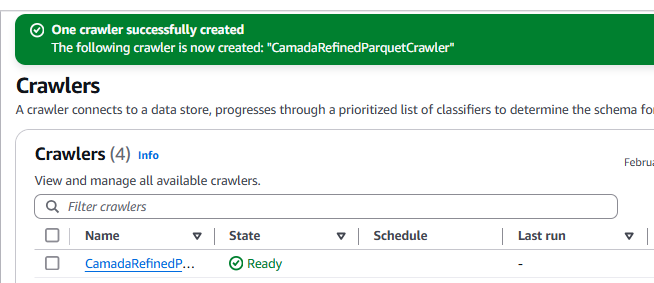 One crawler successfully created
The following crawler is now created: "CamadaRefinedParquetCrawler"
Crawlers
A crawler connects to a data store, progresses through a prioritized list of classifiers to determine the schema fo
Crawlers (4) Info
Februa
View and manage all available crawlers.
Filter crawlers
Name State Schedule Last run
CamadaRefinedP... Ready -